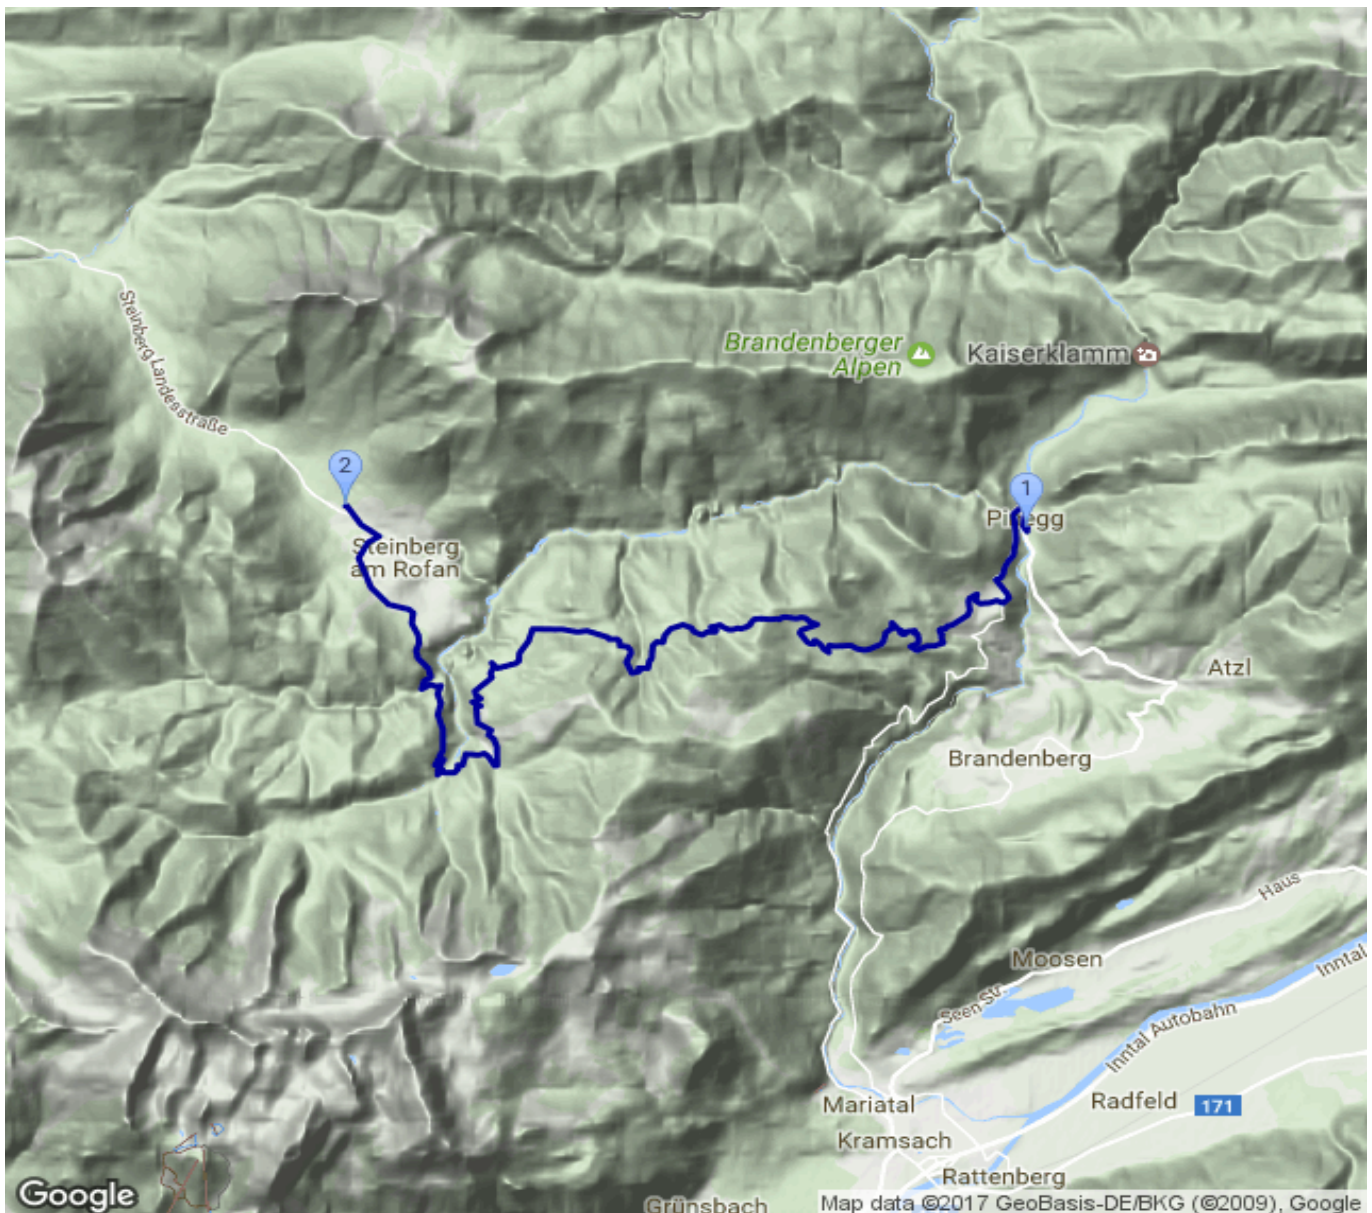 Brandenberger
Alpen
Kaiserklamm
Steinberg Landesstraße
2
1
Steinberg
am Rofan
Atzl
Brandenberg
Haus
Moosen
Seen Str.
Inntal
Inntal Autobahn
Mariatal
Radfeld
171
Kramsach
Rattenberg
Grünsbach
Google
Map data ©2017 GeoBasis-DE/BKG (©2009), Google